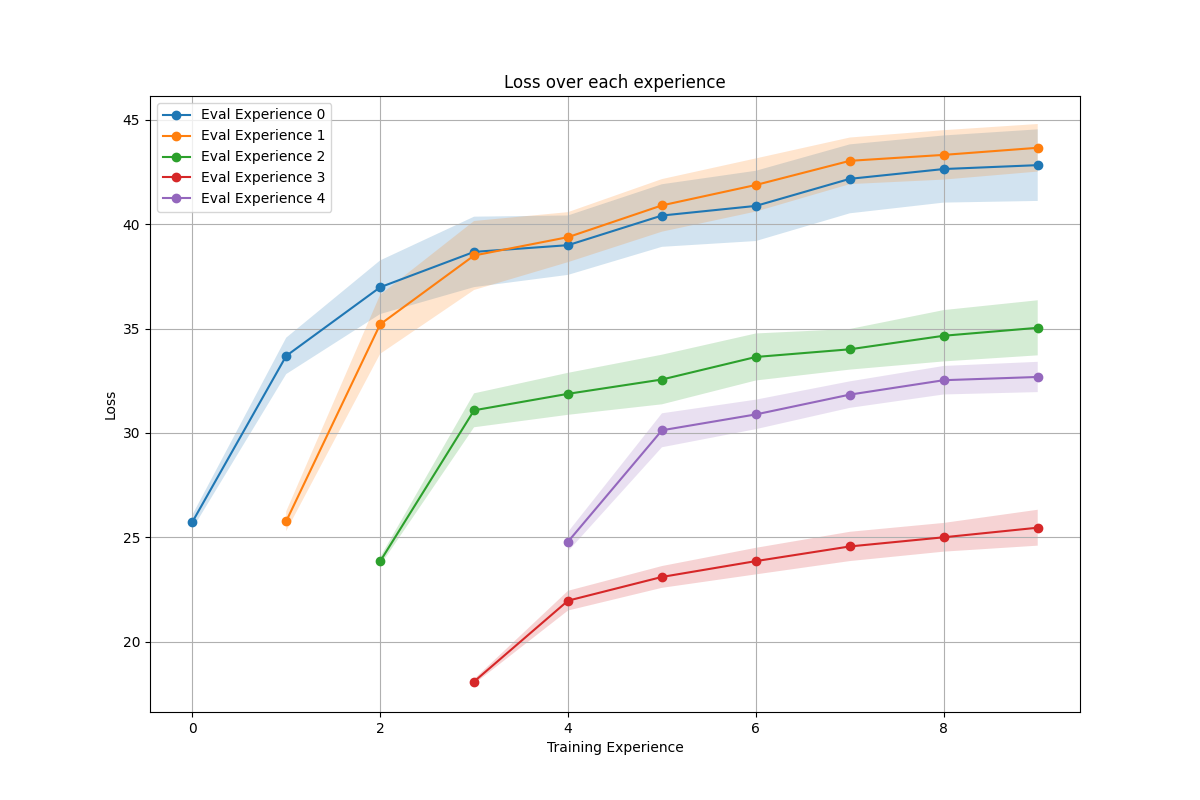 Loss over each experience
Eval Experience 0
Eval Experience 1
Eval Experience 2
Eval Experience 3
Eval Experience 4
45
40
35
30
25
20
Loss
0 2 4 6 8
Training Experience